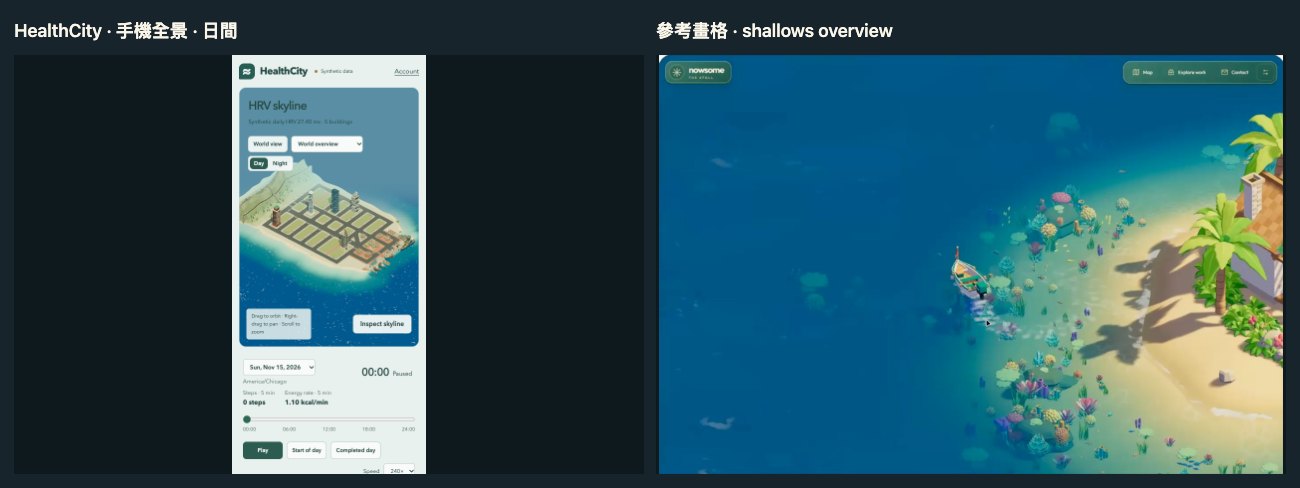 HealthCity · 手機全景 · 日間
參考畫格 · shallows overview
HealthCity
Synthetic data
Account
HRV skyline
Synthetic daily HRV 27.40 ms · 5 buildings
World view
World overview
Day
Night
Drag to orbit · Right-
drag to pan · Scroll to
zoom
Inspect skyline
Sun, Nov 15, 2026
00:00 Paused
America/Chicago
Steps · 5 min
Energy rate · 5 min
0 steps
1.10 kcal/min
00:00
06:00
12:00
18:00
24:00
Play
Start of day
Completed day
Speed
240×
nowsome
THE ATOLL
Map
Explore work
Contact